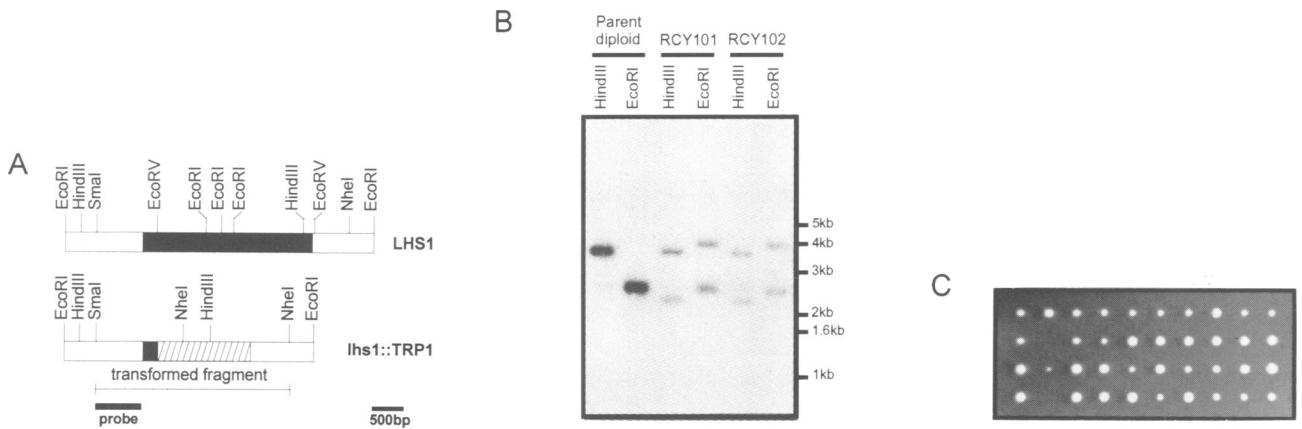 A
EcoRI
HindIII
SmaI
EcoRV
EcoRI
EcoRI
EcoRI
HindIII
EcoRV
NheI
EcoRI
LHS1
EcoRI
HindIII
SmaI
NheI
HindIII
NheI
EcoRI
lhs1::TRP1
transformed fragment
probe
500bp
B
Parent
diploid
RCY101
RCY102
HindIII
EcoRI
HindIII
EcoRI
HindIII
EcoRI
5kb
4kb
3kb
2kb
1.6kb
1kb
C